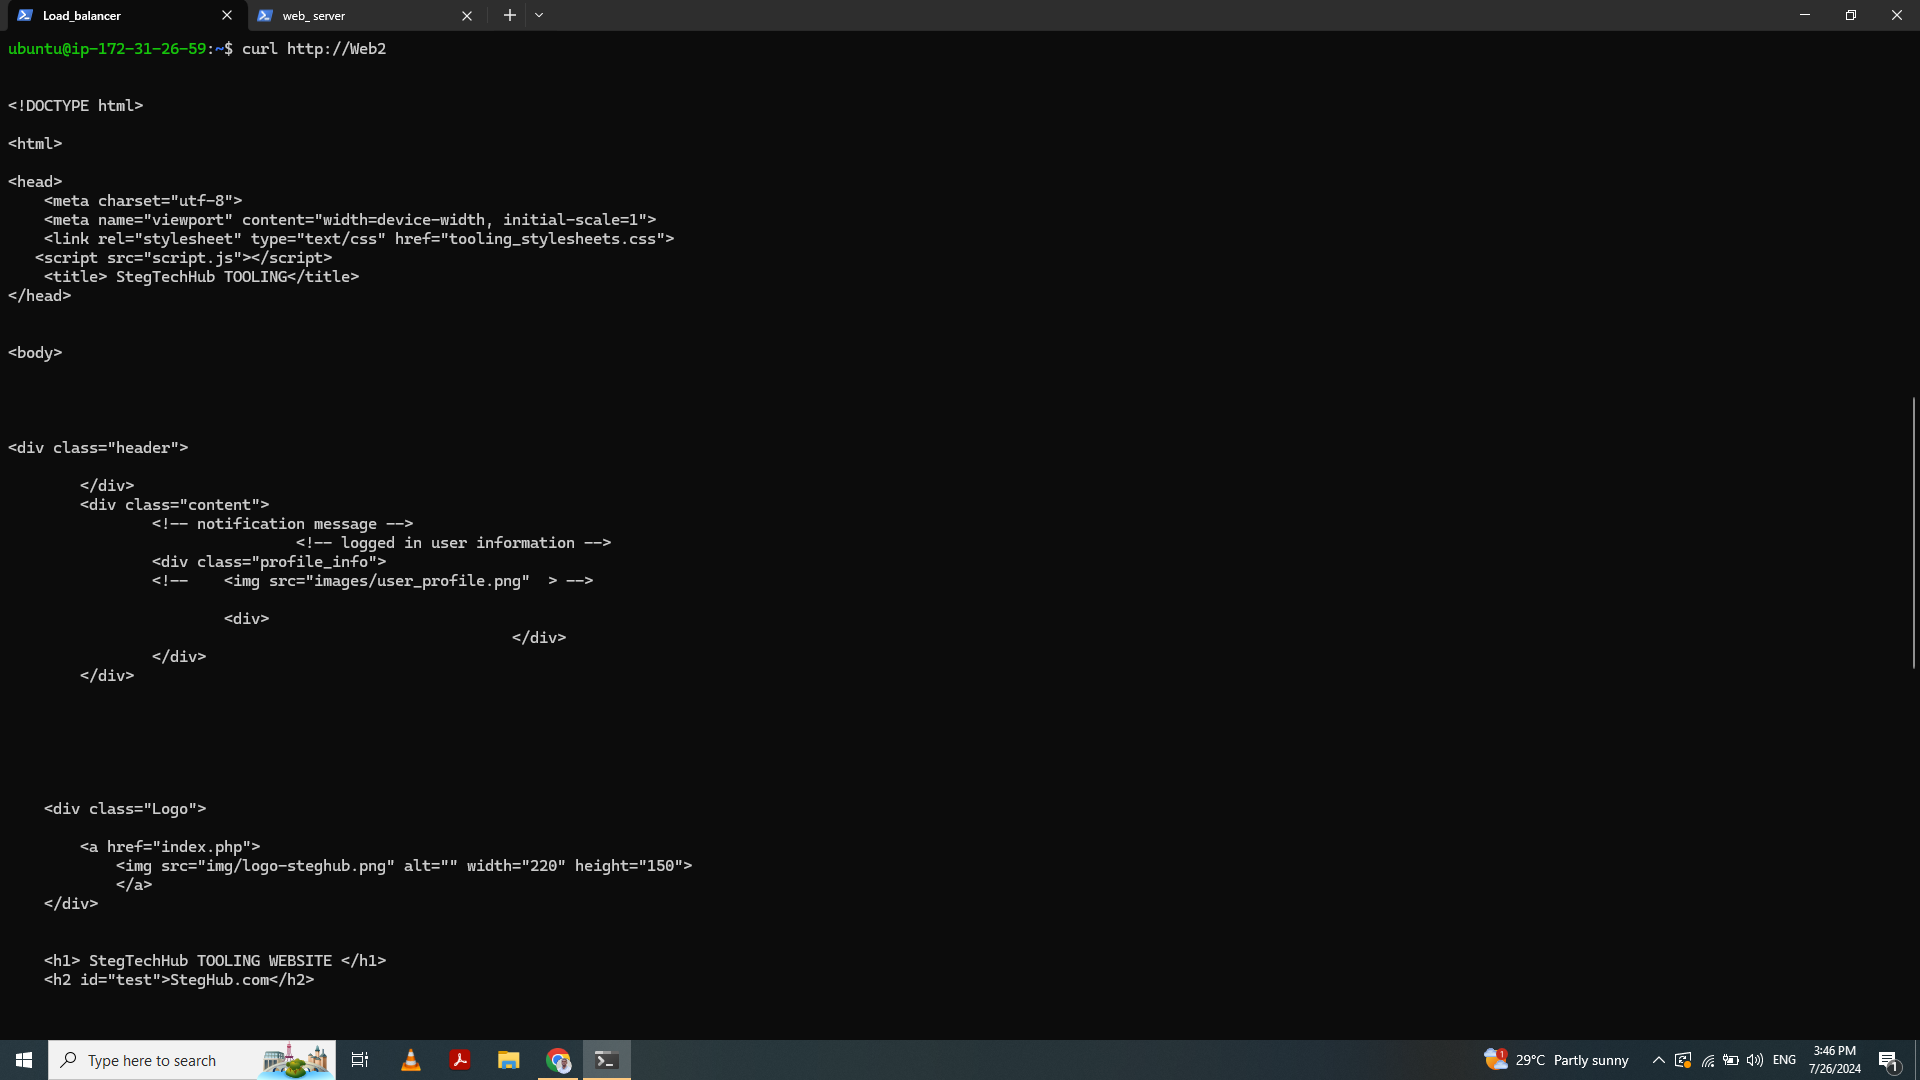 Load_balancer
web_ server
ubuntu@ip-172-31-26-59:~$ curl http://Web2
<!DOCTYPE html>
<html>
<head>
    <meta charset="utf-8">
    <meta name="viewport" content="width=device-width, initial-scale=1">
    <link rel="stylesheet" type="text/css" href="tooling_stylesheets.css">
   <script src="script.js"></script>
    <title> StegTechHub TOOLING</title>
</head>
<body>
<div class="header">
        </div>
        <div class="content">
                <!-- notification message -->
                                <!-- logged in user information -->
                <div class="profile_info">
                <!--    <img src="images/user_profile.png"  > -->
                        <div>
                                                        </div>
                </div>
        </div>
    <div class="Logo">
        <a href="index.php">
            <img src="img/logo-steghub.png" alt="" width="220" height="150">
            </a>
    </div>
    <h1> StegTechHub TOOLING WEBSITE </h1>
    <h2 id="test">StegHub.com</h2>
Type here to search
1
29°C Partly sunny
ENG
3:46 PM
7/26/2024
1